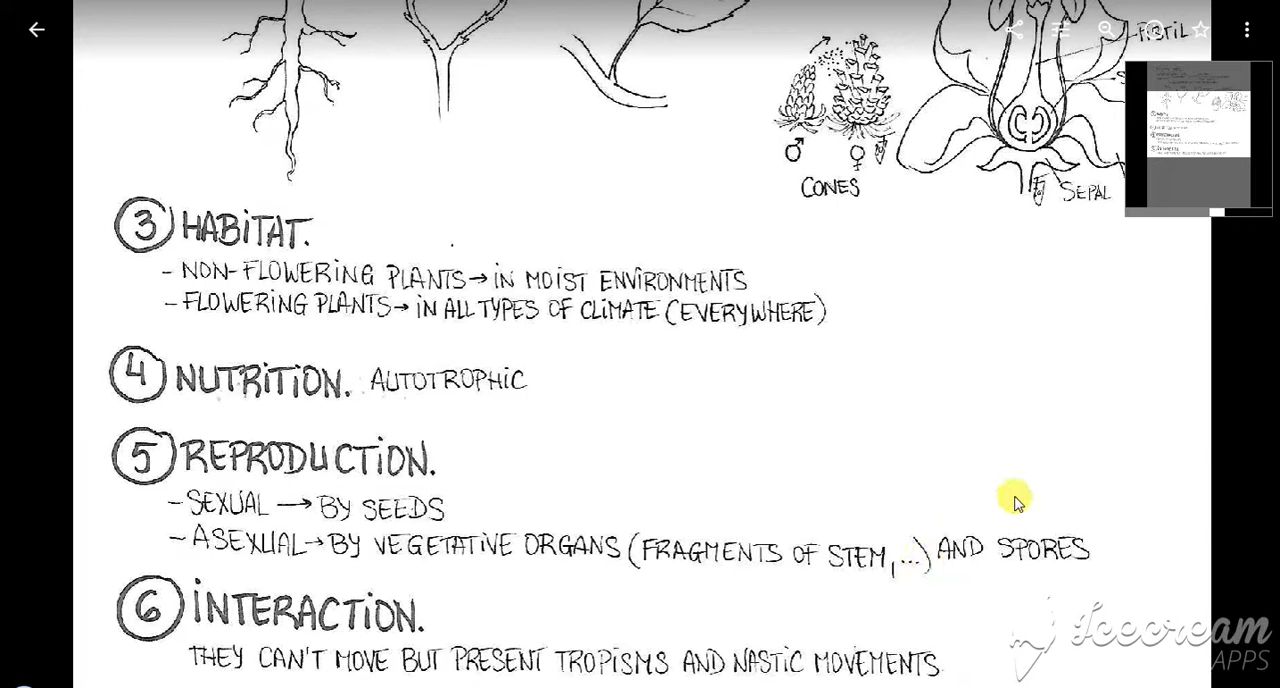 PISTIL
♂ ♀
CONES
SEPAL
3 HABITAT.
- NON-FLOWERING PLANTS → IN MOIST ENVIRONMENTS
- FLOWERING PLANTS → IN ALL TYPES OF CLIMATE (EVERYWHERE)
4 NUTRITION. AUTOTROPHIC
5 REPRODUCTION.
- SEXUAL → BY SEEDS
- ASEXUAL → BY VEGETATIVE ORGANS (FRAGMENTS OF STEM, ...) AND SPORES
6 INTERACTION.
THEY CAN'T MOVE BUT PRESENT TROPISMS AND NASTIC MOVEMENTS
Icecream
APPS